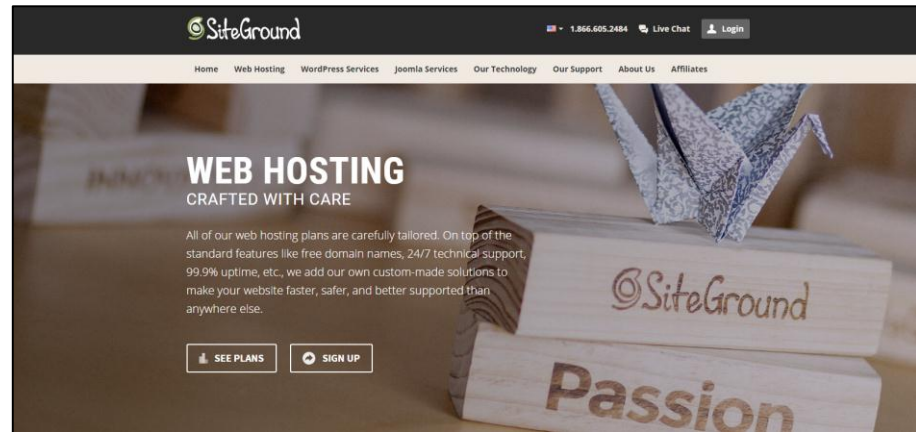 SiteGround
1.866.605.2484 Live Chat Login
Home Web Hosting WordPress Services Joomla Services Our Technology Our Support About Us Affiliates
WEB HOSTING
CRAFTED WITH CARE
All of our web hosting plans are carefully tailored. On top of the
standard features like free domain names, 24/7 technical support,
99.9% uptime, etc., we add our own custom-made solutions to
make your website faster, safer, and better supported than
anywhere else.
SEE PLANS SIGN UP
SiteGround
Passion